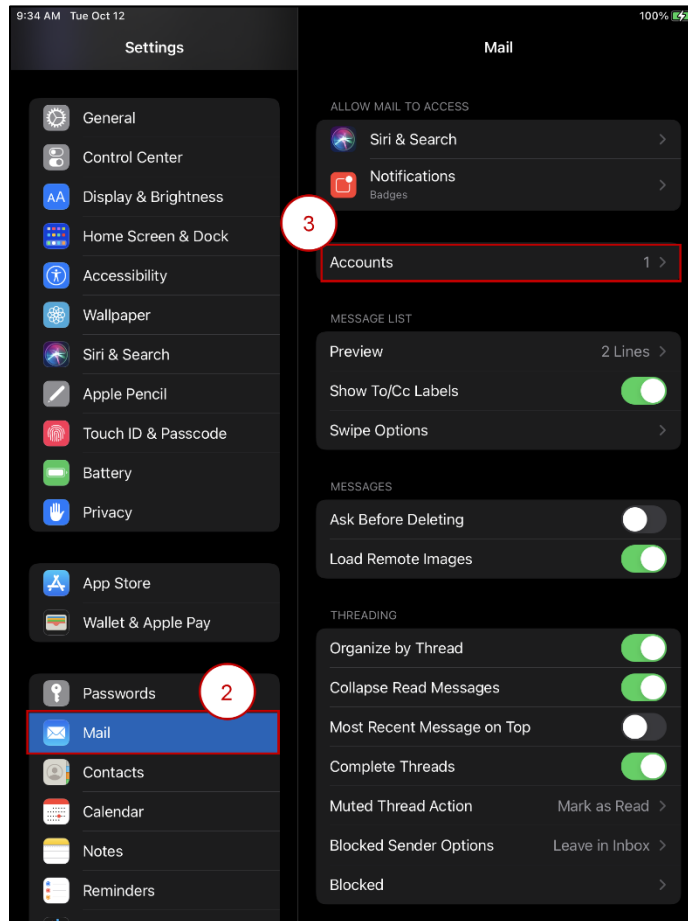 9:34 AM Tue Oct 12
100%
Settings
General
Control Center
AA
Display & Brightness
Home Screen & Dock
Accessibility
Wallpaper
Siri & Search
Apple Pencil
Touch ID & Passcode
Battery
Privacy
App Store
Wallet & Apple Pay
Passwords
2
Mail
Contacts
Calendar
Notes
Reminders
Mail
ALLOW MAIL TO ACCESS
Siri & Search
Notifications
Badges
3
Accounts 1
MESSAGE LIST
Preview 2 Lines
Show To/Cc Labels
Swipe Options
MESSAGES
Ask Before Deleting
Load Remote Images
THREADING
Organize by Thread
Collapse Read Messages
Most Recent Message on Top
Complete Threads
Muted Thread Action Mark as Read
Blocked Sender Options Leave in Inbox
Blocked